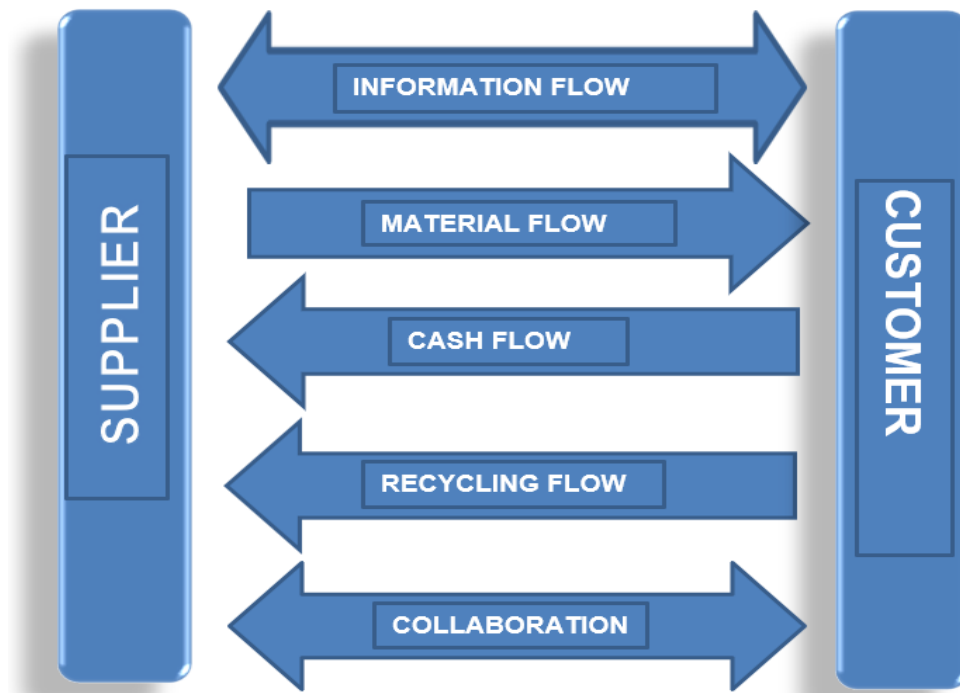 SUPPLIER
INFORMATION FLOW
MATERIAL FLOW
CASH FLOW
RECYCLING FLOW
COLLABORATION
CUSTOMER